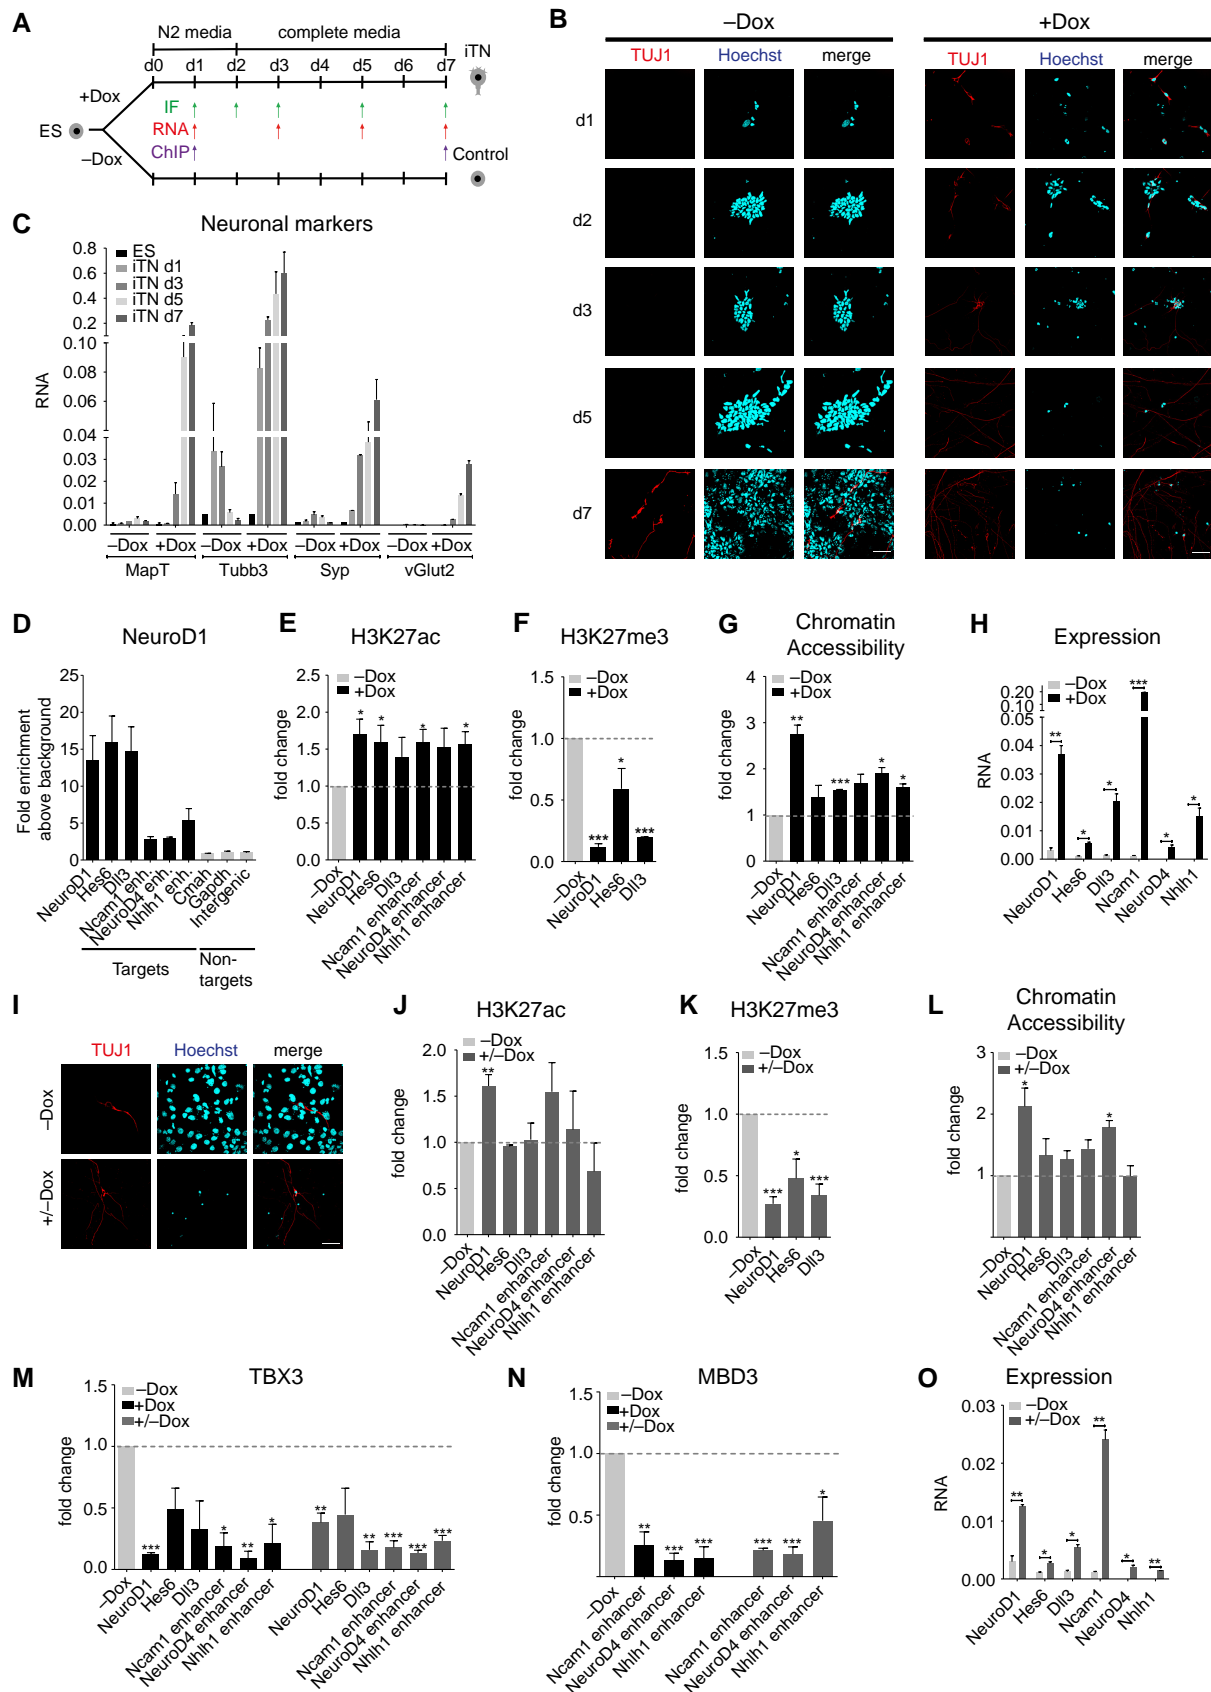 A
N2 media
complete media
iTN
d0 d1 d2 d3 d4 d5 d6 d7
+Dox
IF
ES
RNA
–Dox
ChIP
Control
B
–Dox
+Dox
TUJ1 Hoechst merge
TUJ1 Hoechst merge
d1
d2
d3
d5
d7
C
Neuronal markers
ES
iTN d1
iTN d3
iTN d5
iTN d7
RNA
0.8
0.6
0.4
0.2
0.10
0.04
0.03
0.02
0.01
0.00
–Dox +Dox –Dox +Dox –Dox +Dox –Dox +Dox
MapT Tubb3 Syp vGlut2
D
NeuroD1
Fold enrichment
above background
25
20
15
10
5
0
NeuroD1
Hes6
Dll3
Ncam1 enh.
NeuroD4 enh.
Nhlh1 enh.
Cmah
Gapdh
Intergenic
Targets
Non-
targets
E
H3K27ac
–Dox
+Dox
fold change
2.5
2.0
1.5
1.0
0.5
0.0
* * * *
–Dox
NeuroD1
Hes6
Dll3
Ncam1 enhancer
NeuroD4 enhancer
Nhlh1 enhancer
F
H3K27me3
–Dox
+Dox
fold change
1.5
1.0
0.5
0.0
*** * ***
–Dox
NeuroD1
Hes6
Dll3
G
Chromatin
Accessibility
–Dox
+Dox
fold change
4
3
2
1
0
** *** * *
–Dox
NeuroD1
Hes6
Dll3
Ncam1 enhancer
NeuroD4 enhancer
Nhlh1 enhancer
H
Expression
–Dox
+Dox
RNA
0.20
0.10
0.05
0.04
0.03
0.02
0.01
0.00
** * * *** * *
NeuroD1
Hes6
Dll3
Ncam1
NeuroD4
Nhlh1
I
TUJ1 Hoechst merge
–Dox
+/–Dox
J
H3K27ac
–Dox
+/–Dox
fold change
2.0
1.5
1.0
0.5
0.0
**
–Dox
NeuroD1
Hes6
Dll3
Ncam1 enhancer
NeuroD4 enhancer
Nhlh1 enhancer
K
H3K27me3
–Dox
+/–Dox
fold change
1.5
1.0
0.5
0.0
*** * ***
–Dox
NeuroD1
Hes6
Dll3
L
Chromatin
Accessibility
–Dox
+/–Dox
fold change
3
2
1
0
* *
–Dox
NeuroD1
Hes6
Dll3
Ncam1 enhancer
NeuroD4 enhancer
Nhlh1 enhancer
M
TBX3
–Dox
+Dox
+/–Dox
fold change
1.5
1.0
0.5
0.0
*** * ** * ** ** *** *** ***
–Dox
NeuroD1
Hes6
Dll3
Ncam1 enhancer
NeuroD4 enhancer
Nhlh1 enhancer
NeuroD1
Hes6
Dll3
Ncam1 enhancer
NeuroD4 enhancer
Nhlh1 enhancer
N
MBD3
–Dox
+Dox
+/–Dox
fold change
1.5
1.0
0.5
0.0
** *** *** *** *** *
–Dox
Ncam1 enhancer
NeuroD4 enhancer
Nhlh1 enhancer
Ncam1 enhancer
NeuroD4 enhancer
Nhlh1 enhancer
O
Expression
–Dox
+/–Dox
RNA
0.03
0.02
0.01
0.00
** * * ** * **
NeuroD1
Hes6
Dll3
Ncam1
NeuroD4
Nhlh1